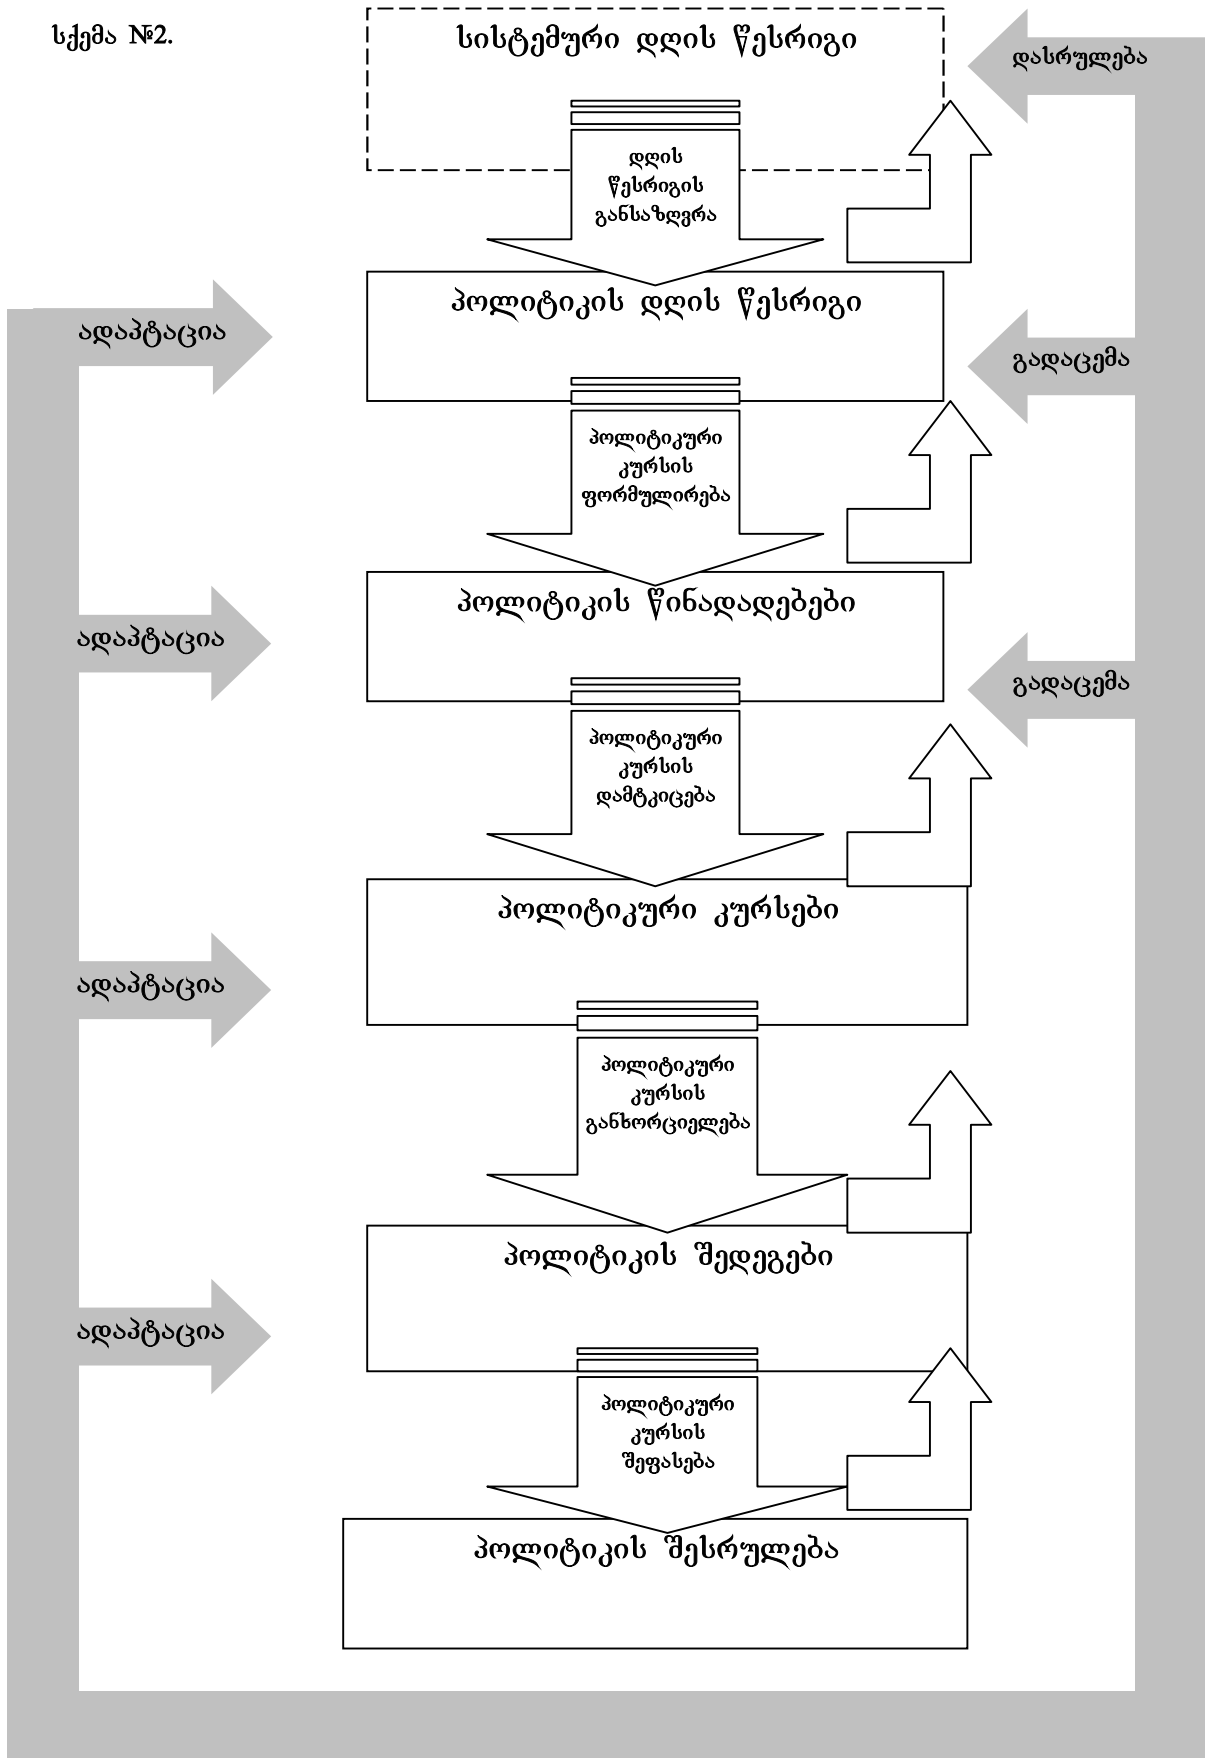 სქემა №2.
სისტემური დღის წესრიგი
დასრულება
დღის
წესრიგის
განსაზღვრა
პოლიტიკის დღის წესრიგი
ადაპტაცია
გადაცემა
პოლიტიკური
კურსის
ფორმულირება
პოლიტიკის წინადადებები
ადაპტაცია
გადაცემა
პოლიტიკური
კურსის
დამტკიცება
პოლიტიკური კურსები
ადაპტაცია
პოლიტიკური
კურსის
განხორციელება
პოლიტიკის შედეგები
ადაპტაცია
პოლიტიკური
კურსის
შეფასება
პოლიტიკის შესრულება